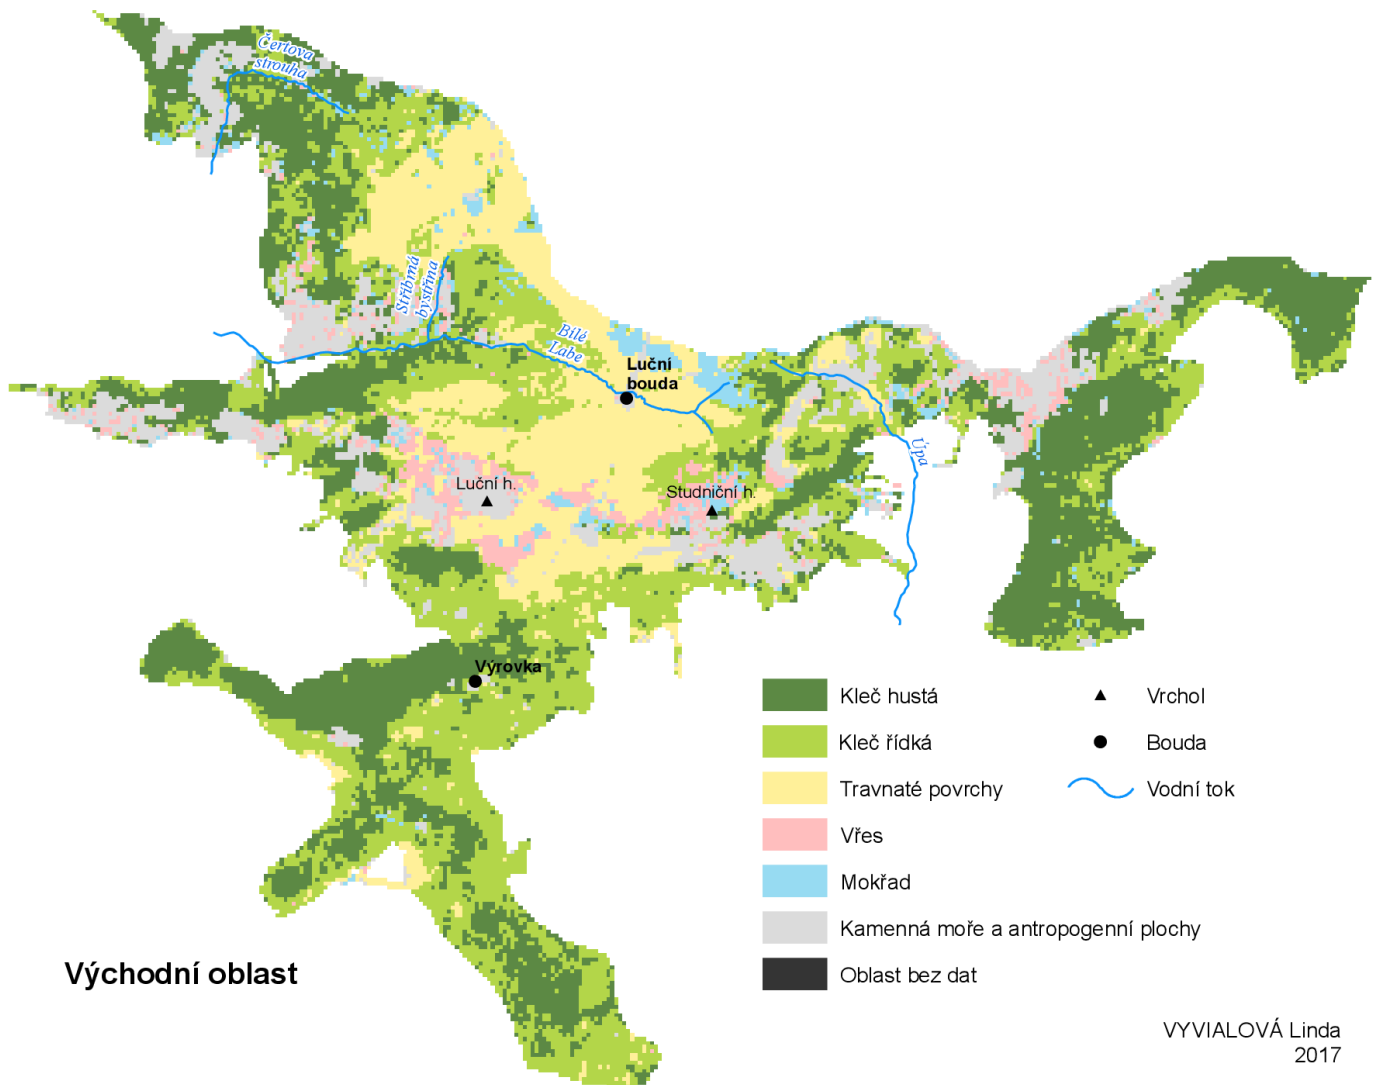 Čertova
strouha
Stříbrná
bystřina
Bílé
Labe
Luční
bouda
Úpa
Luční h.
Studniční h.
Výrovka
Kleč hustá
Kleč řídká
Travnaté povrchy
Vřes
Mokřad
Kamenná moře a antropogenní plochy
Oblast bez dat
Vrchol
Bouda
Vodní tok
Východní oblast
VYVIALOVÁ Linda
2017